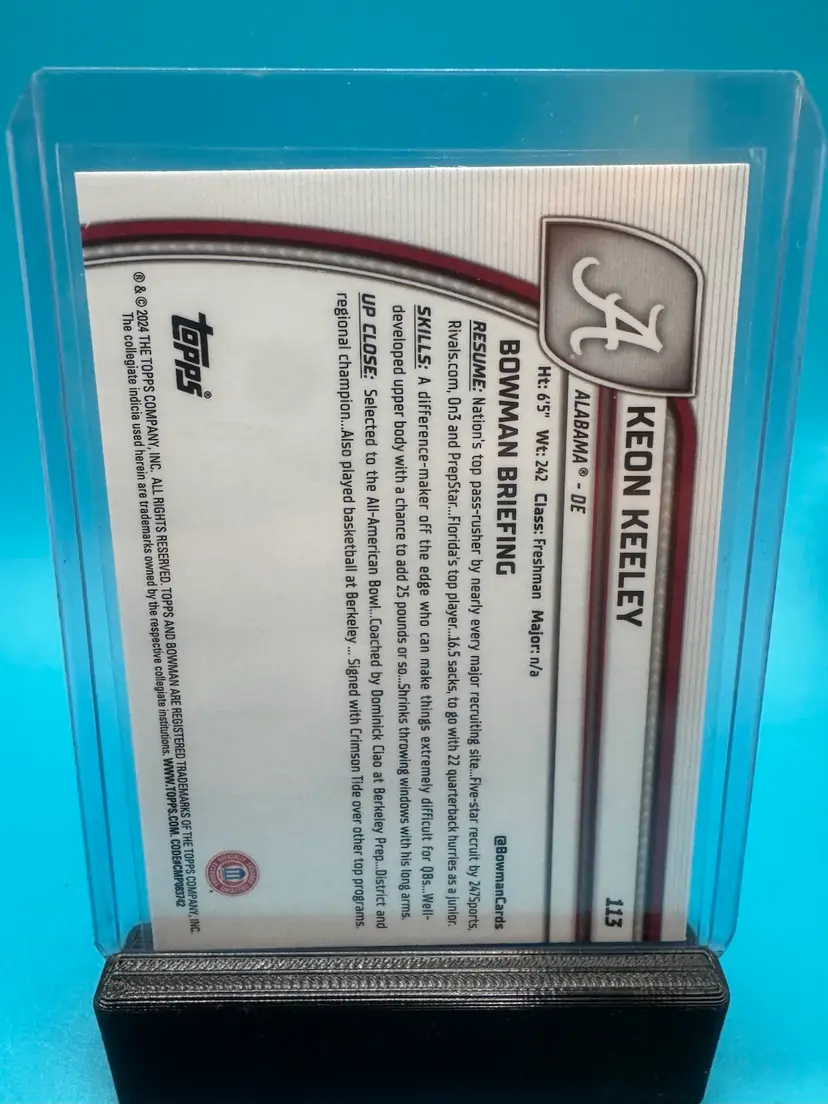 A
KEON KEELEY
113
ALABAMA® - DE
Ht: 6'5" Wt: 242 Class: Freshman Major: n/a
BOWMAN BRIEFING
@BowmanCards
RESUME: Nation's top pass-rusher by nearly every major recruiting site...Five-star recruit by 247Sports,
Rivals.com, On3 and PrepStar...Florida's top player...16.5 sacks, to go with 22 quarterback hurries as a junior.
SKILLS: A difference-maker off the edge who can make things extremely difficult for QBs...Well-
developed upper body with a chance to add 25 pounds or so...Shrinks throwing windows with his long arms.
UP CLOSE: Selected to the All-American Bowl...Coached by Dominick Ciao at Berkeley Prep...District and
regional champion...Also played basketball at Berkeley ... Signed with Crimson Tide over other top programs.
topps®
® & © 2024 THE TOPPS COMPANY, INC. ALL RIGHTS RESERVED. TOPPS AND BOWMAN ARE REGISTERED TRADEMARKS OF THE TOPPS COMPANY, INC.
The collegiate indicia used herein are trademarks owned by the respective collegiate institutions. WWW.TOPPS.COM. CODE#CMP083742